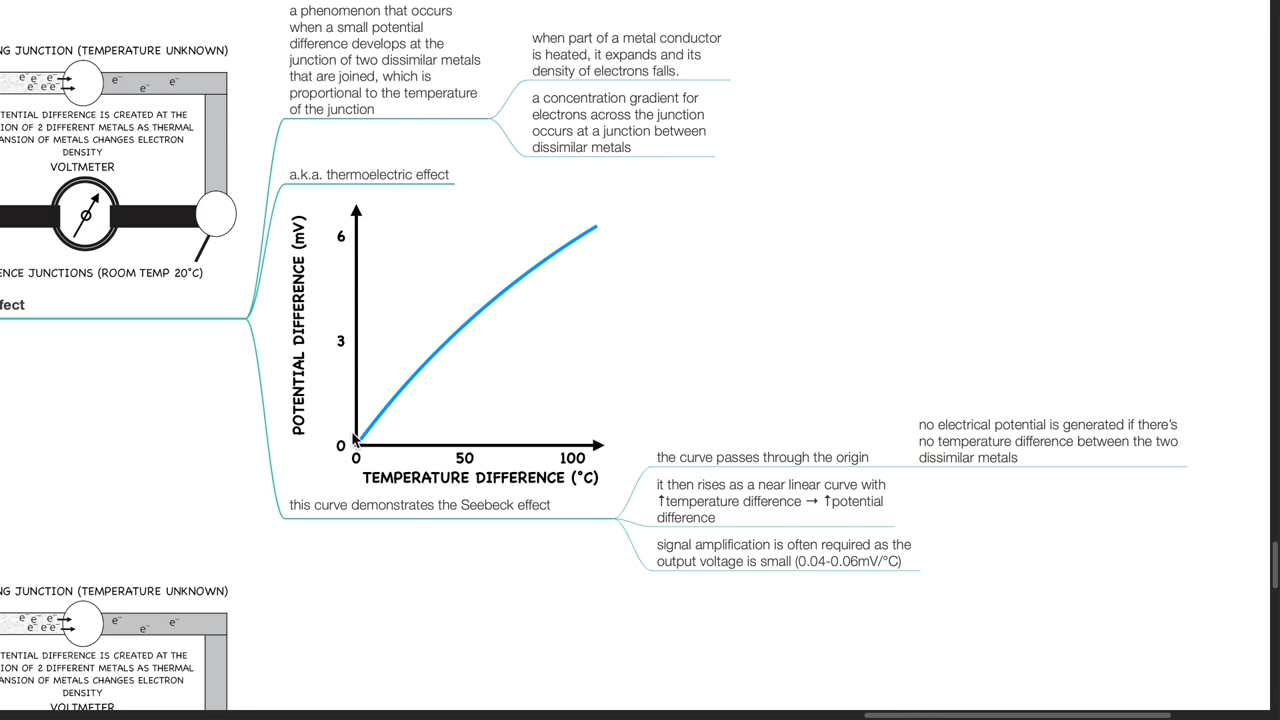 a phenomenon that occurs
when a small potential
difference develops at the
junction of two dissimilar metals
that are joined, which is
proportional to the temperature
of the junction
when part of a metal conductor
is heated, it expands and its
density of electrons falls.
a concentration gradient for
electrons across the junction
occurs at a junction between
dissimilar metals
a.k.a. thermoelectric effect
NG JUNCTION (TEMPERATURE UNKNOWN)
e⁻ e⁻ e⁻ e⁻ e⁻
e⁻ e⁻e⁻ e⁻
TENTIAL DIFFERENCE IS CREATED AT THE
ION OF 2 DIFFERENT METALS AS THERMAL
ANSION OF METALS CHANGES ELECTRON
DENSITY
VOLTMETER
ENCE JUNCTIONS (ROOM TEMP 20°C)
fect
POTENTIAL DIFFERENCE (mV)
6
3
0
0 50 100
TEMPERATURE DIFFERENCE (°C)
this curve demonstrates the Seebeck effect
the curve passes through the origin
no electrical potential is generated if there's
no temperature difference between the two
dissimilar metals
it then rises as a near linear curve with
↑temperature difference → ↑potential
difference
signal amplification is often required as the
output voltage is small (0.04-0.06mV/°C)
NG JUNCTION (TEMPERATURE UNKNOWN)
e⁻ e⁻ e⁻ e⁻ e⁻
e⁻ e⁻e⁻ e⁻
TENTIAL DIFFERENCE IS CREATED AT THE
ION OF 2 DIFFERENT METALS AS THERMAL
ANSION OF METALS CHANGES ELECTRON
DENSITY
VOLTMETER